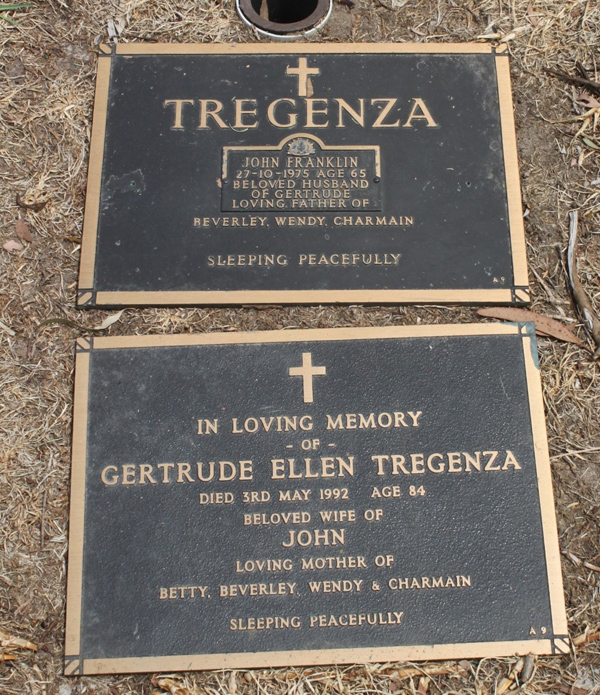 TREGENZA
JOHN FRANKLIN
27-10-1975 AGE 65
BELOVED HUSBAND
OF GERTRUDE
LOVING FATHER OF
BEVERLEY, WENDY, CHARMAIN
SLEEPING PEACEFULLY
A 9
IN LOVING MEMORY
- OF -
GERTRUDE ELLEN TREGENZA
DIED 3RD MAY 1992 AGE 84
BELOVED WIFE OF
JOHN
LOVING MOTHER OF
BETTY, BEVERLEY, WENDY & CHARMAIN
SLEEPING PEACEFULLY
A 9